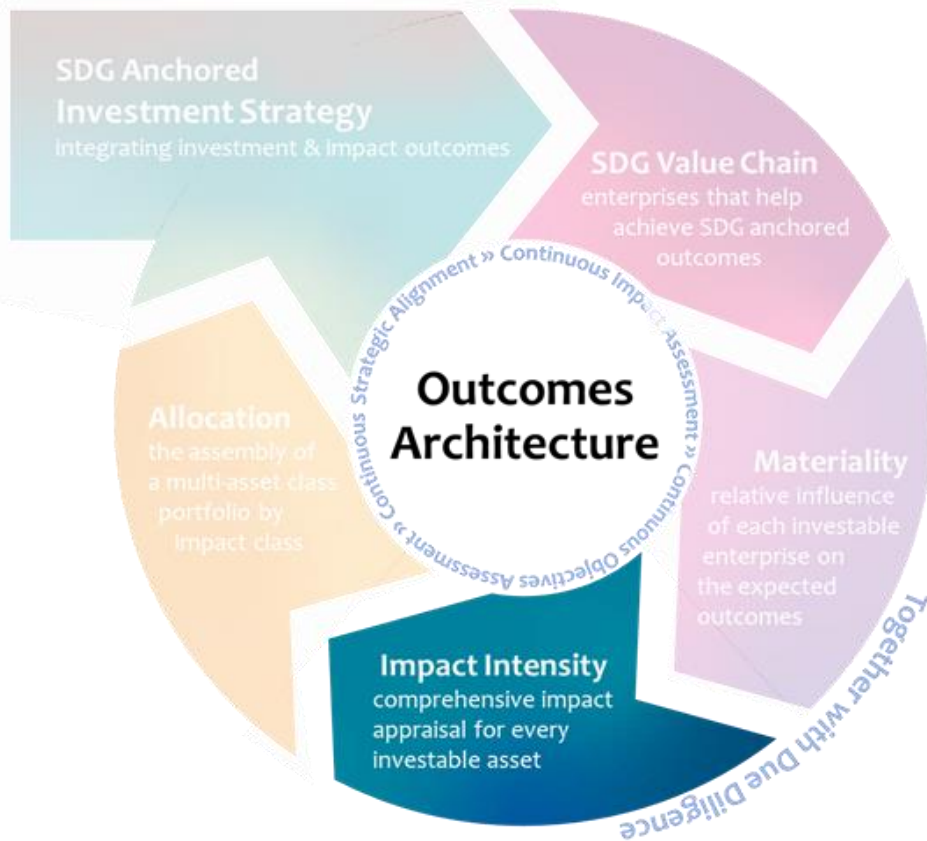 SDG Anchored
Investment Strategy
integrating investment & impact outcomes
SDG Value Chain
enterprises that help
achieve SDG anchored
outcomes
Materiality
relative influence
of each investable
enterprise on
the expected
outcomes
Impact Intensity
comprehensive impact
appraisal for every
investable asset
Allocation
the assembly of
a multi-asset class
portfolio by
impact class
Outcomes
Architecture
Continuous Strategic Alignment » Continuous Impact Assessment » Continuous Objectives Assessment »
Together with Due Diligence